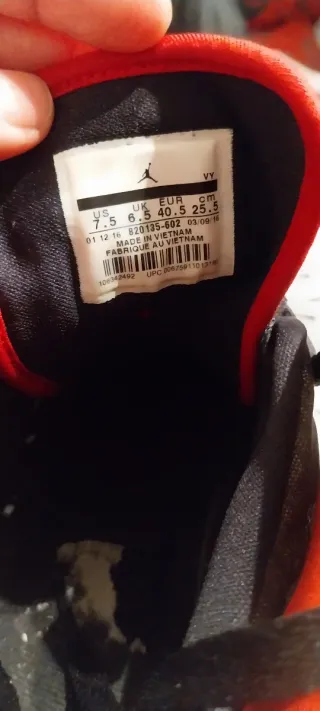 VY
US UK EUR cm
7.5 6.5 40.5 25.5
01 12 16 820135-602 03/09/16
MADE IN VIETNAM
FABRIQUE AU VIETNAM
UPC